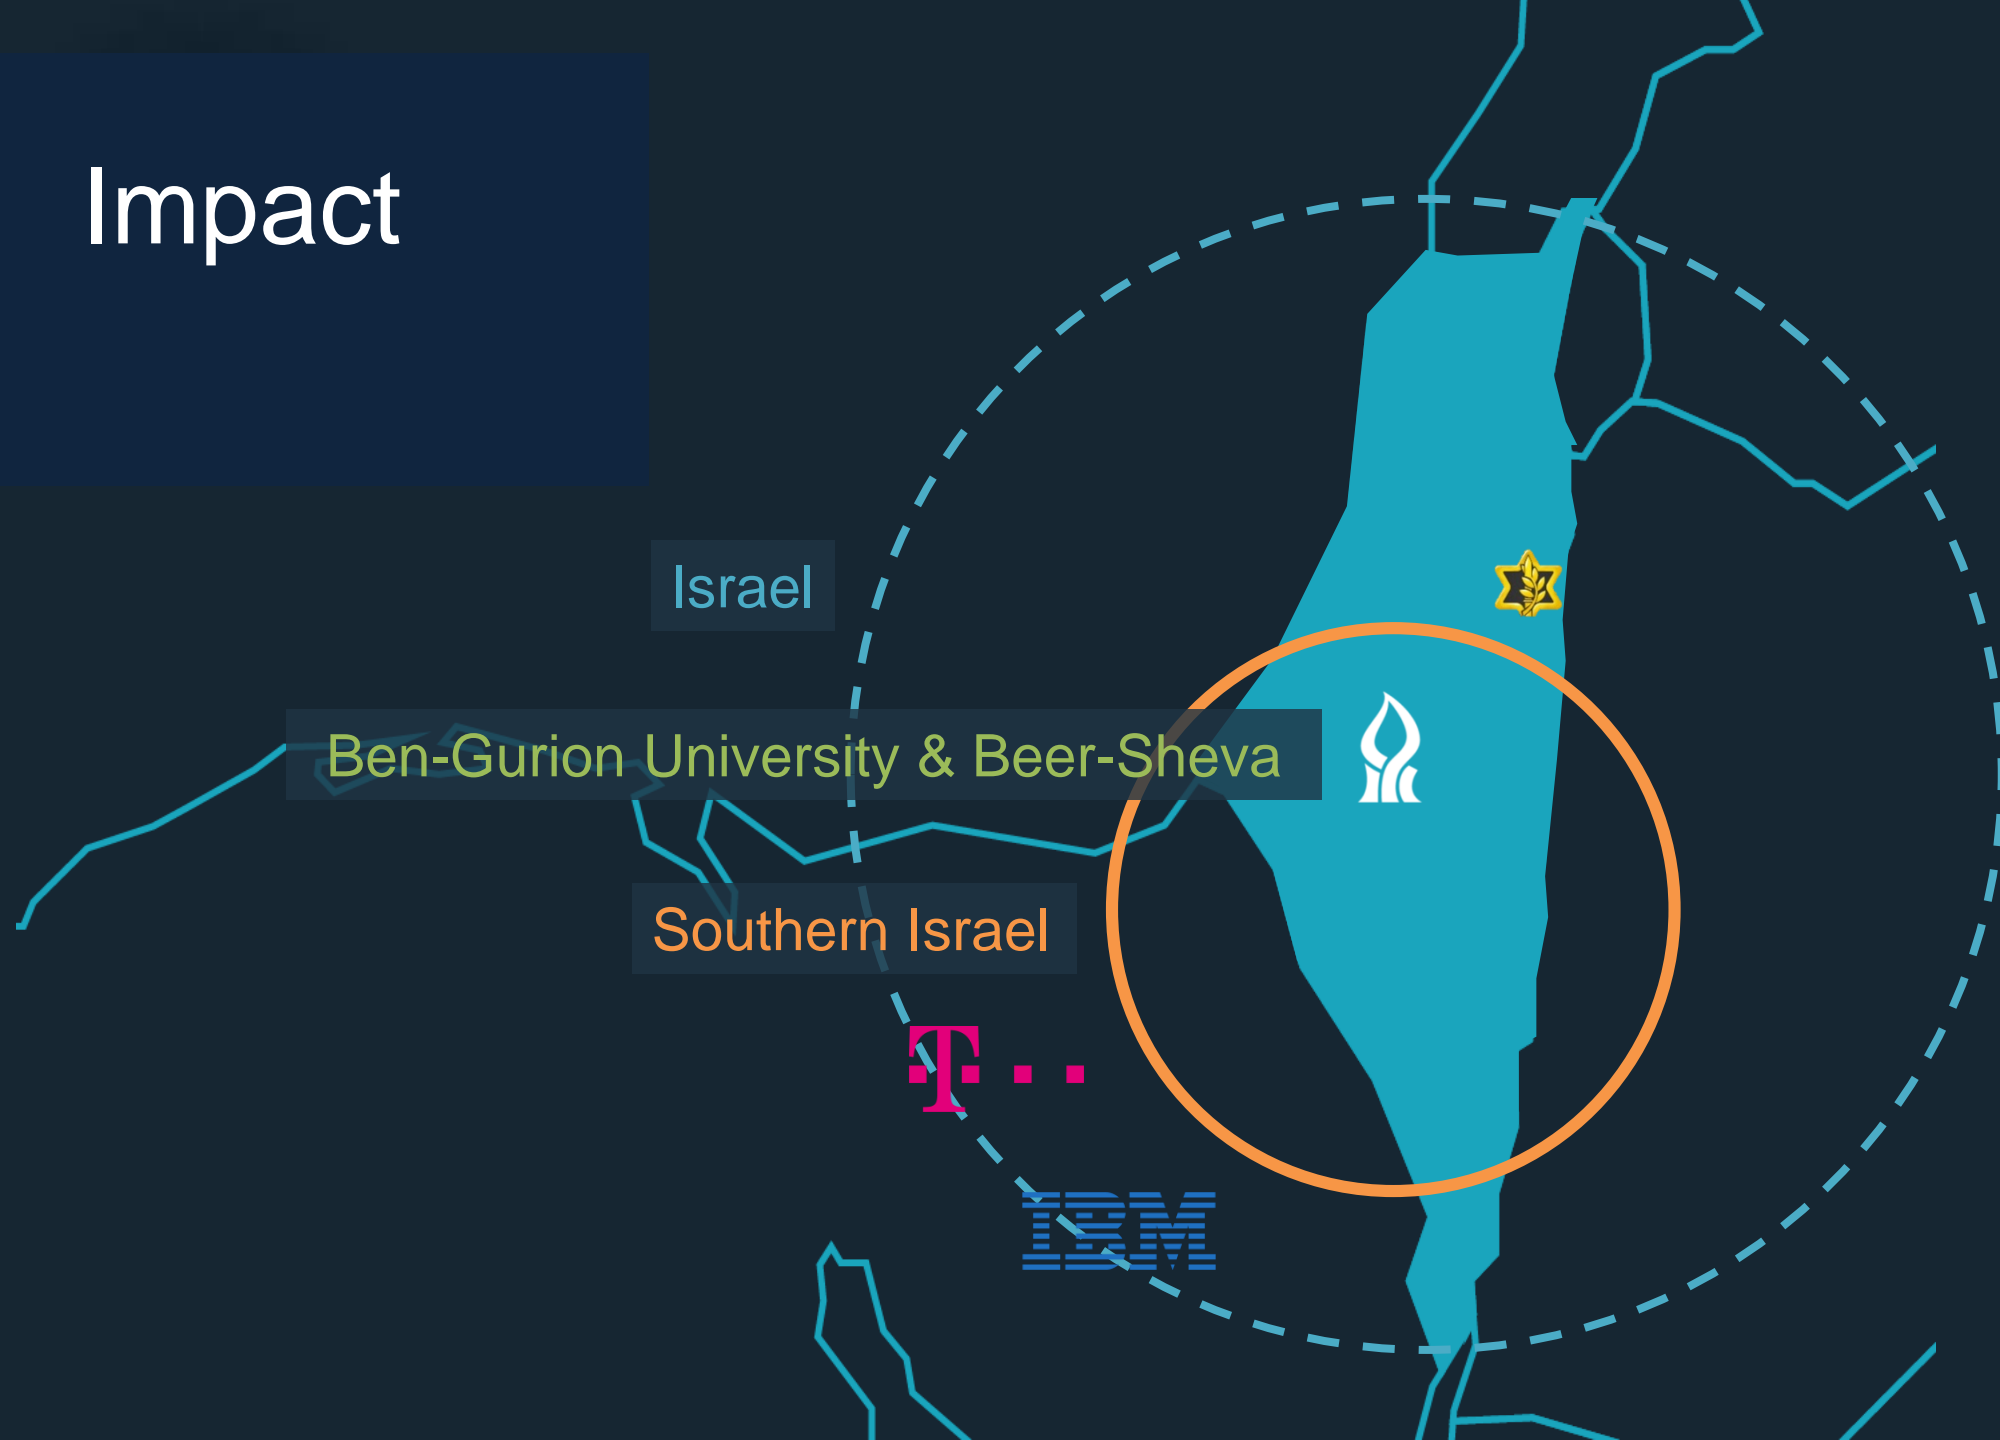 Impact
Israel
Ben-Gurion University & Beer-Sheva
Southern Israel
T
IBM